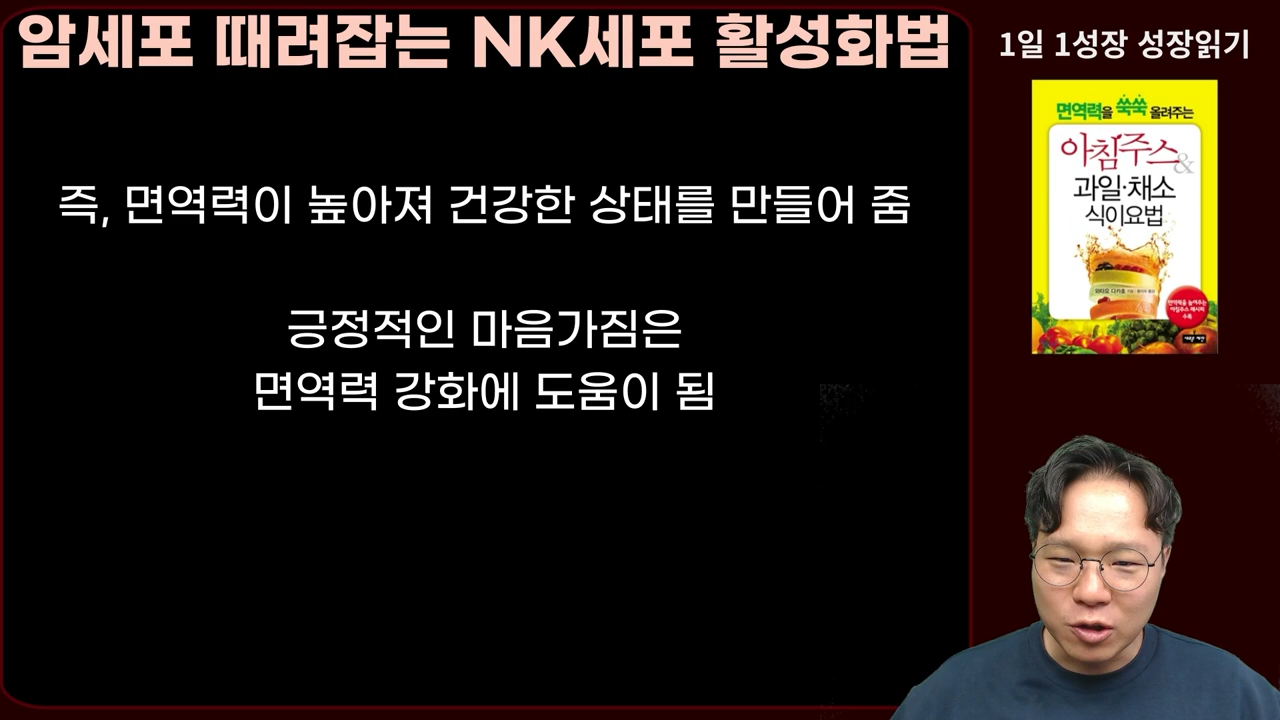 암세포 때려잡는 NK세포 활성화법
즉, 면역력이 높아져 건강한 상태를 만들어 줌
긍정적인 마음가짐은
면역력 강화에 도움이 됨
1일 1성장 성장읽기
면역력을 쑥쑥 올려주는
아침주스&
과일·채소
식이요법